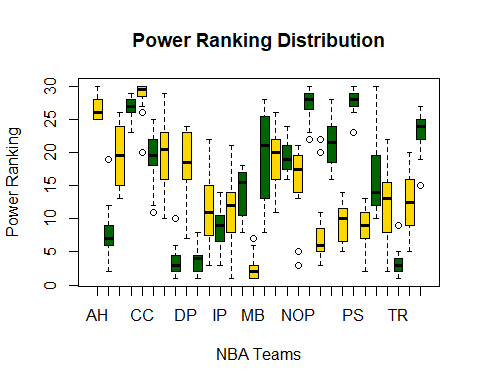 Power Ranking Distribution
Power Ranking
30
25
20
15
10
5
0
AH CC DP IP MB NOP PS TR
NBA Teams